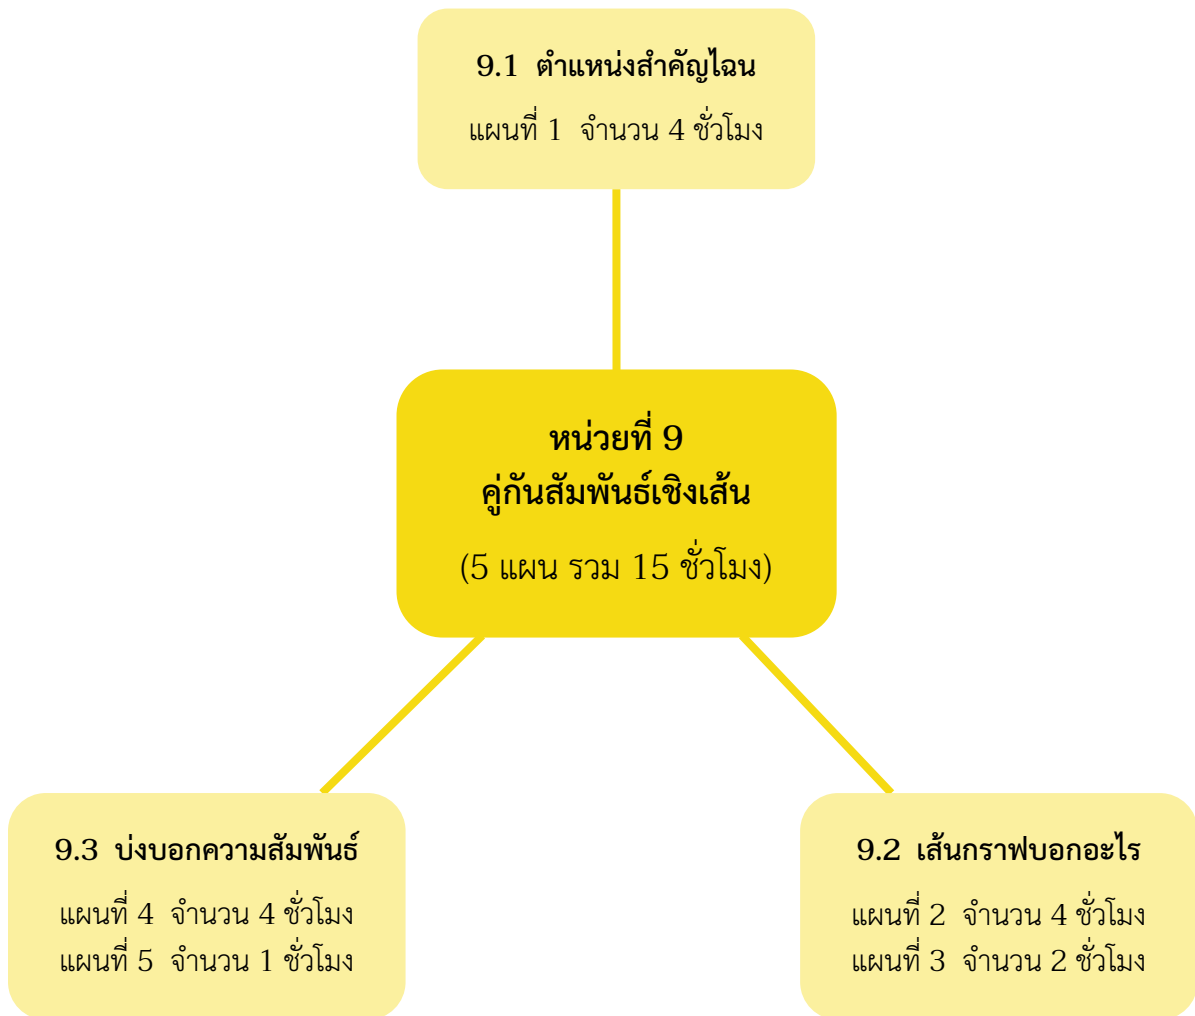 9.1 ตำแหน่งสำคัญไฉน
แผนที่ 1 จำนวน 4 ชั่วโมง
หน่วยที่ 9
คู่กันสัมพันธ์เชิงเส้น
(5 แผน รวม 15 ชั่วโมง)
9.3 บ่งบอกความสัมพันธ์
แผนที่ 4 จำนวน 4 ชั่วโมง
แผนที่ 5 จำนวน 1 ชั่วโมง
9.2 เส้นกราฟบอกอะไร
แผนที่ 2 จำนวน 4 ชั่วโมง
แผนที่ 3 จำนวน 2 ชั่วโมง